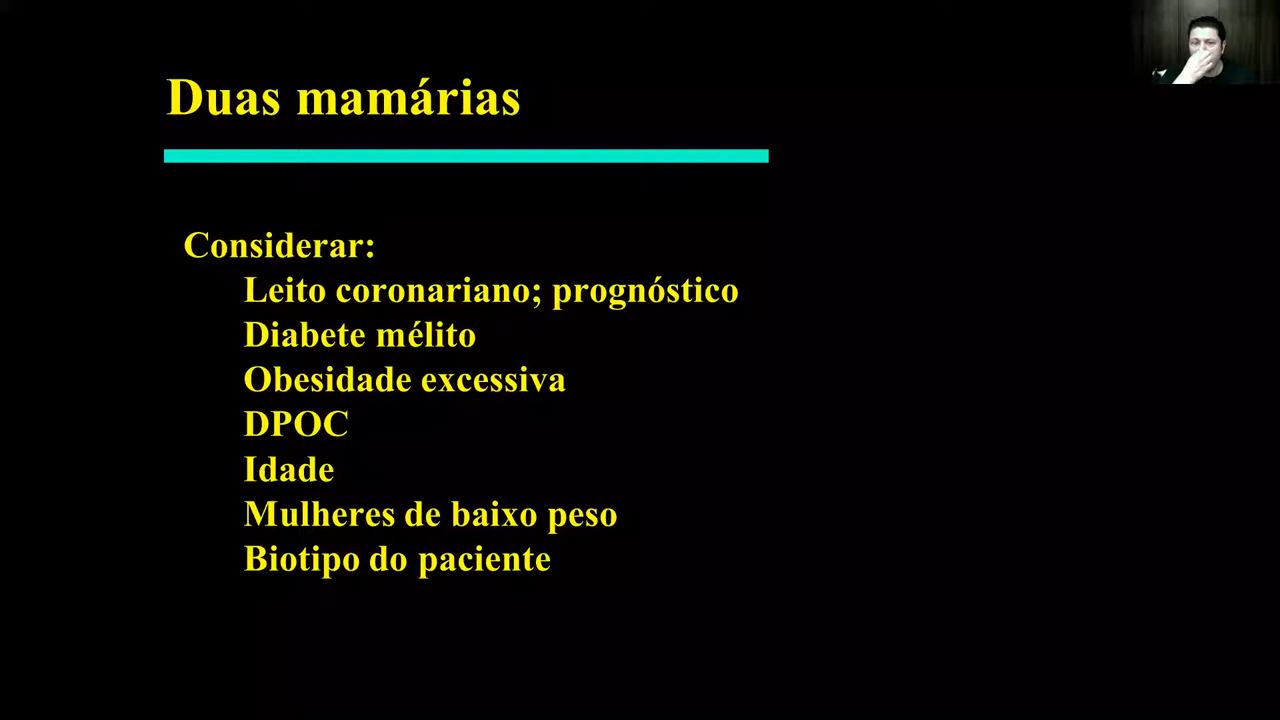 Duas mamárias
Considerar:
Leito coronariano; prognóstico
Diabete mélito
Obesidade excessiva
DPOC
Idade
Mulheres de baixo peso
Biotipo do paciente